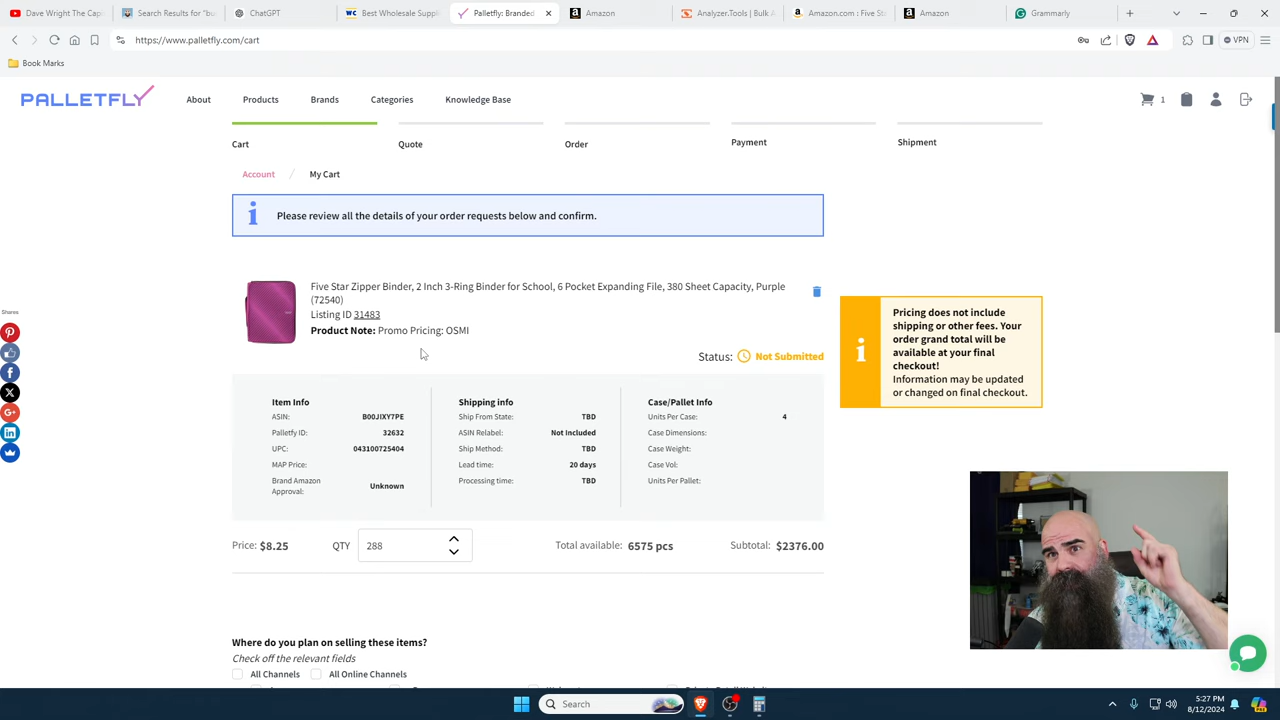 Dave Wright The Cap
Search Results for "bu
ChatGPT
Best Wholesale Suppl
Palletfly: Branded
Amazon
Analyzer.Tools | Bulk A
Amazon.com : Five St
Amazon
Grammarly
https://www.palletfly.com/cart
VPN
Book Marks
PALLETFLY
About
Products
Brands
Categories
Knowledge Base
1
Cart
Quote
Order
Payment
Shipment
Account / My Cart
Please review all the details of your order requests below and confirm.
Five Star Zipper Binder, 2 Inch 3-Ring Binder for School, 6 Pocket Expanding File, 380 Sheet Capacity, Purple
(72540)
Listing ID 31483
Product Note: Promo Pricing: OSMI
Status: Not Submitted
Pricing does not include
shipping or other fees. Your
order grand total will be
available at your final
checkout!
Information may be updated
or changed on final checkout.
Shares
Item Info
ASIN: B00JIXY7PE
Palletfy ID: 32632
UPC: 043100725404
MAP Price:
Brand Amazon
Approval: Unknown
Shipping info
Ship From State: TBD
ASIN Relabel: Not Included
Ship Method: TBD
Lead time: 20 days
Processing time: TBD
Case/Pallet Info
Units Per Case: 4
Case Dimensions:
Case Weight:
Case Vol:
Units Per Pallet:
Price: $8.25
QTY 288
Total available: 6575 pcs
Subtotal: $2376.00
Where do you plan on selling these items?
Check off the relevant fields
All Channels
All Online Channels
Search
5:27 PM
8/12/2024